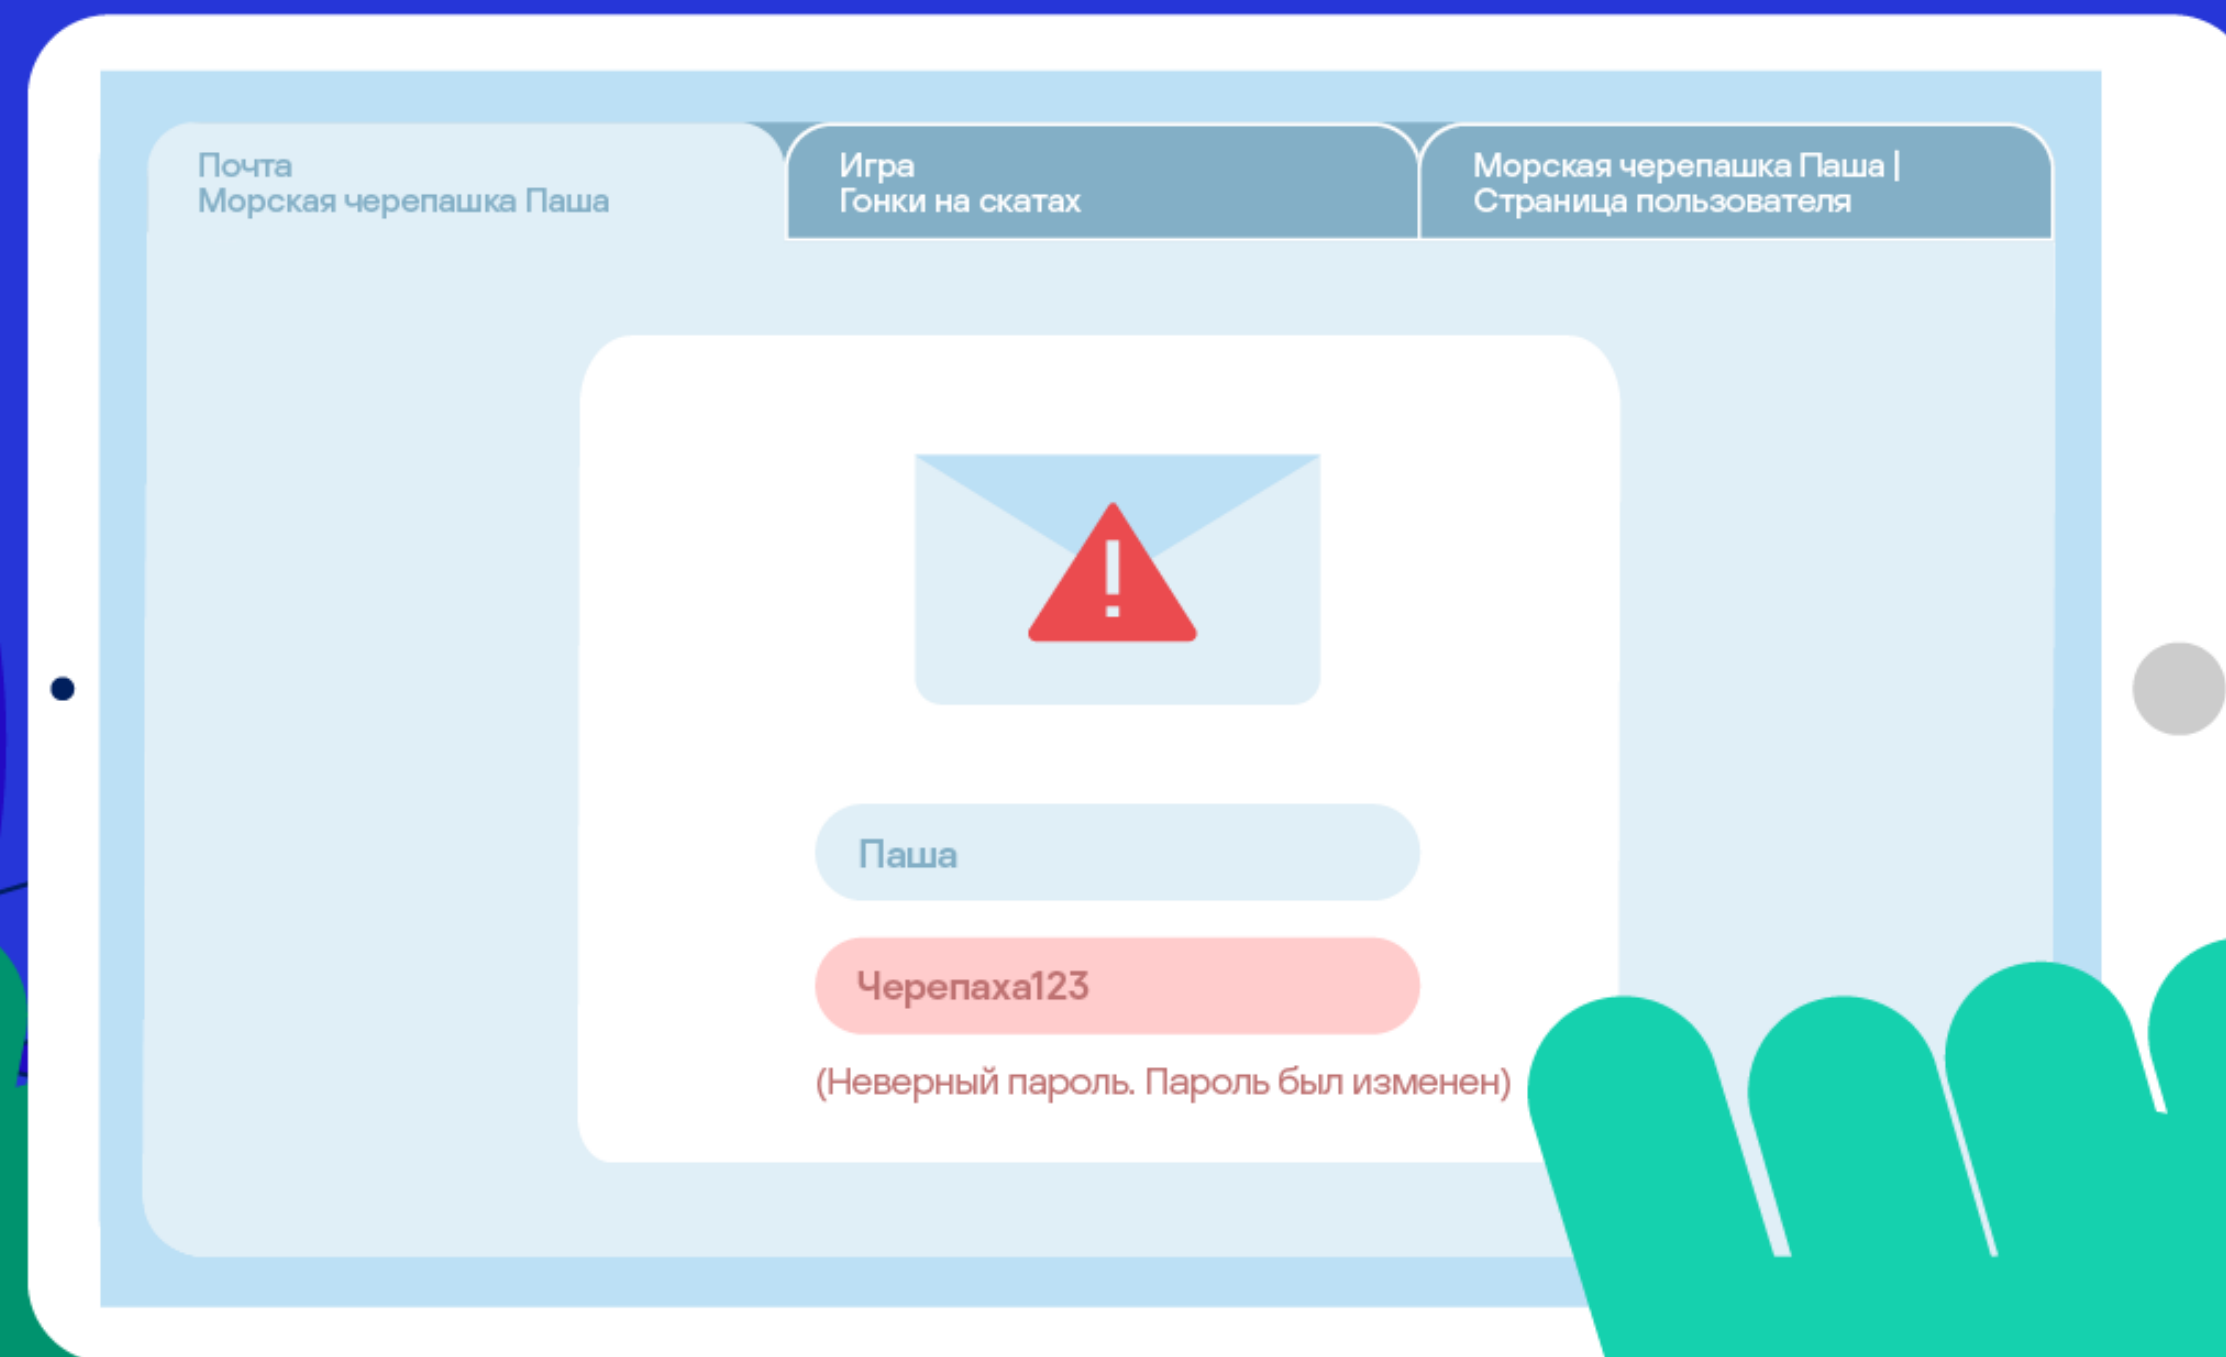 Почта
Морская черепашка Паша
Игра
Гонки на скатах
Морская черепашка Паша |
Страница пользователя
!
Паша
Черепаха123
(Неверный пароль. Пароль был изменен)